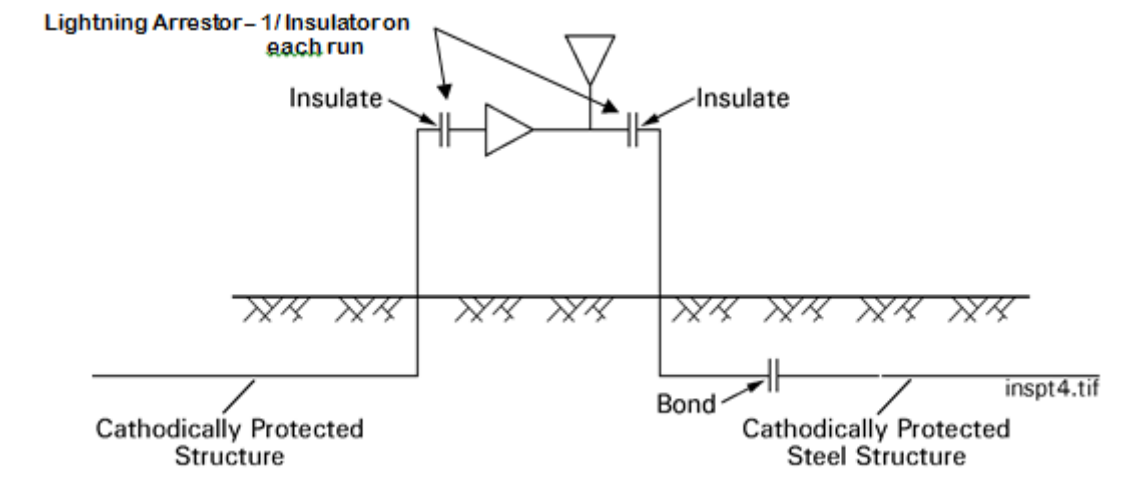 Lightning Arrestor – 1/ Insulator on
each run
Insulate
Insulate
Bond
inspt4.tif
Cathodically Protected
Structure
Cathodically Protected
Steel Structure